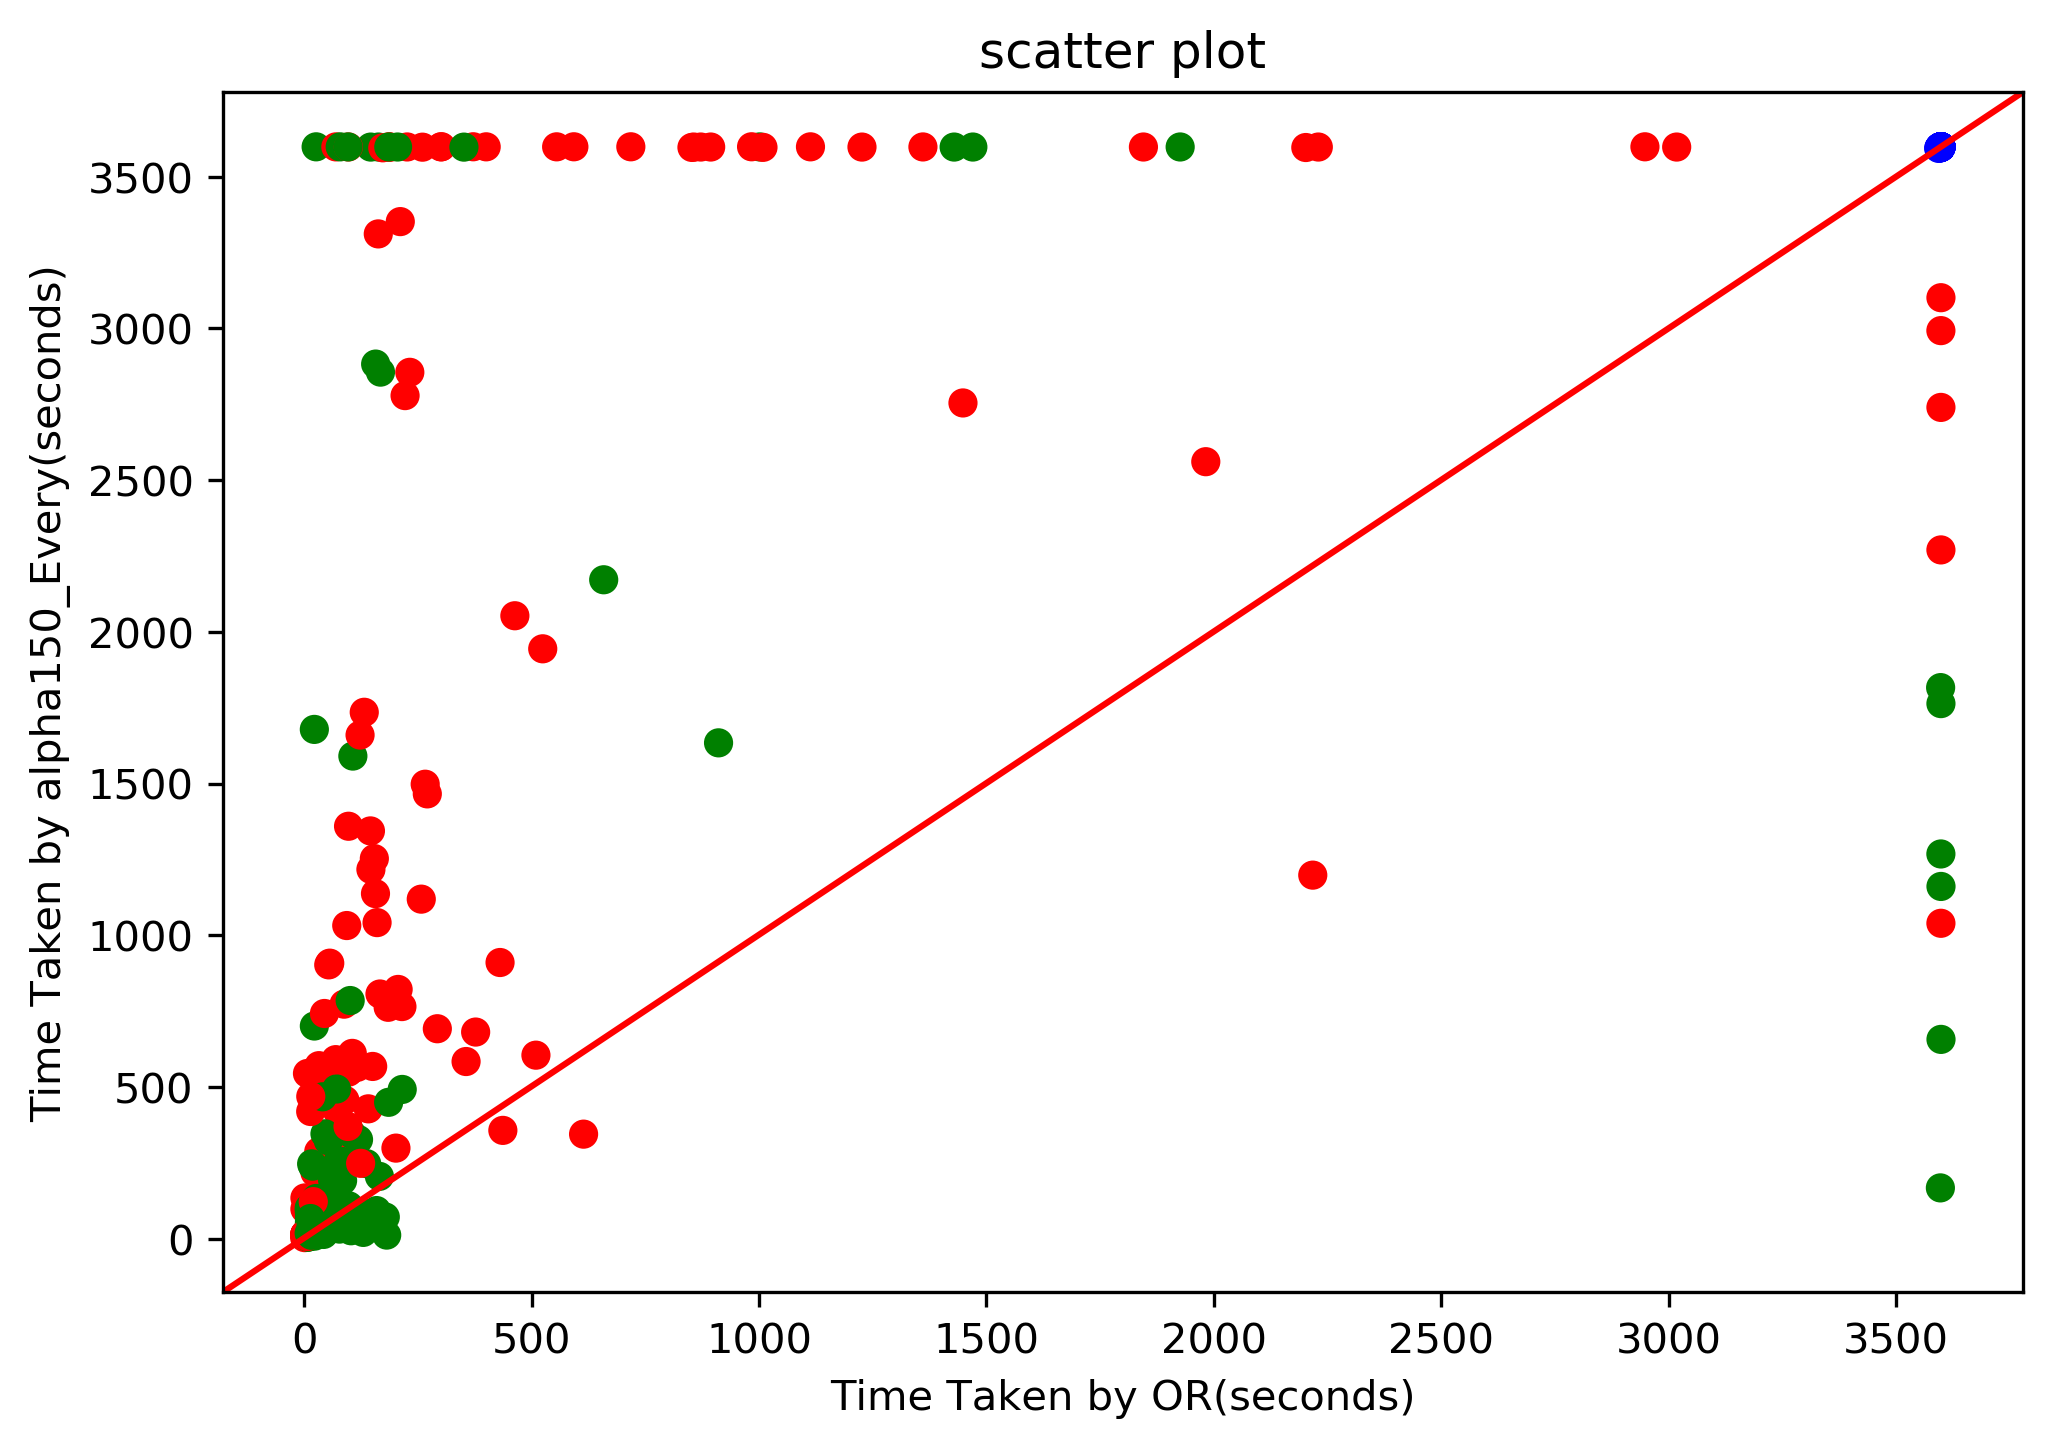 scatter plot
Time Taken by alpha150_Every(seconds)
3500
3000
2500
2000
1500
1000
500
0
0 500 1000 1500 2000 2500 3000 3500
Time Taken by OR(seconds)